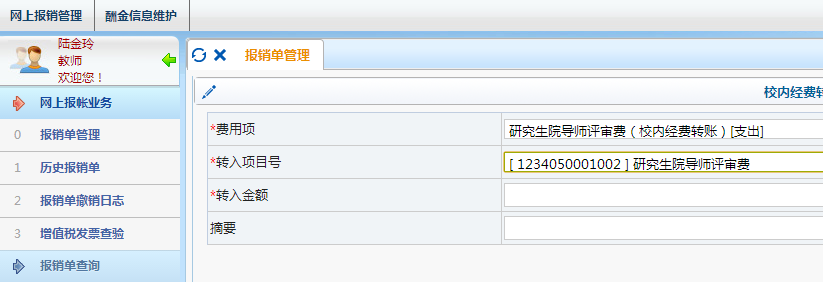 网上报销管理 酬金信息维护
陆金玲
教师
欢迎您！
网上报帐业务
0 报销单管理
1 历史报销单
2 报销单撤销日志
3 增值税发票查验
报销单查询
报销单管理
校内经费转
*费用项 研究生院导师评审费（校内经费转账）[支出]
*转入项目号 [ 1234050001002 ] 研究生院导师评审费
*转入金额
摘要